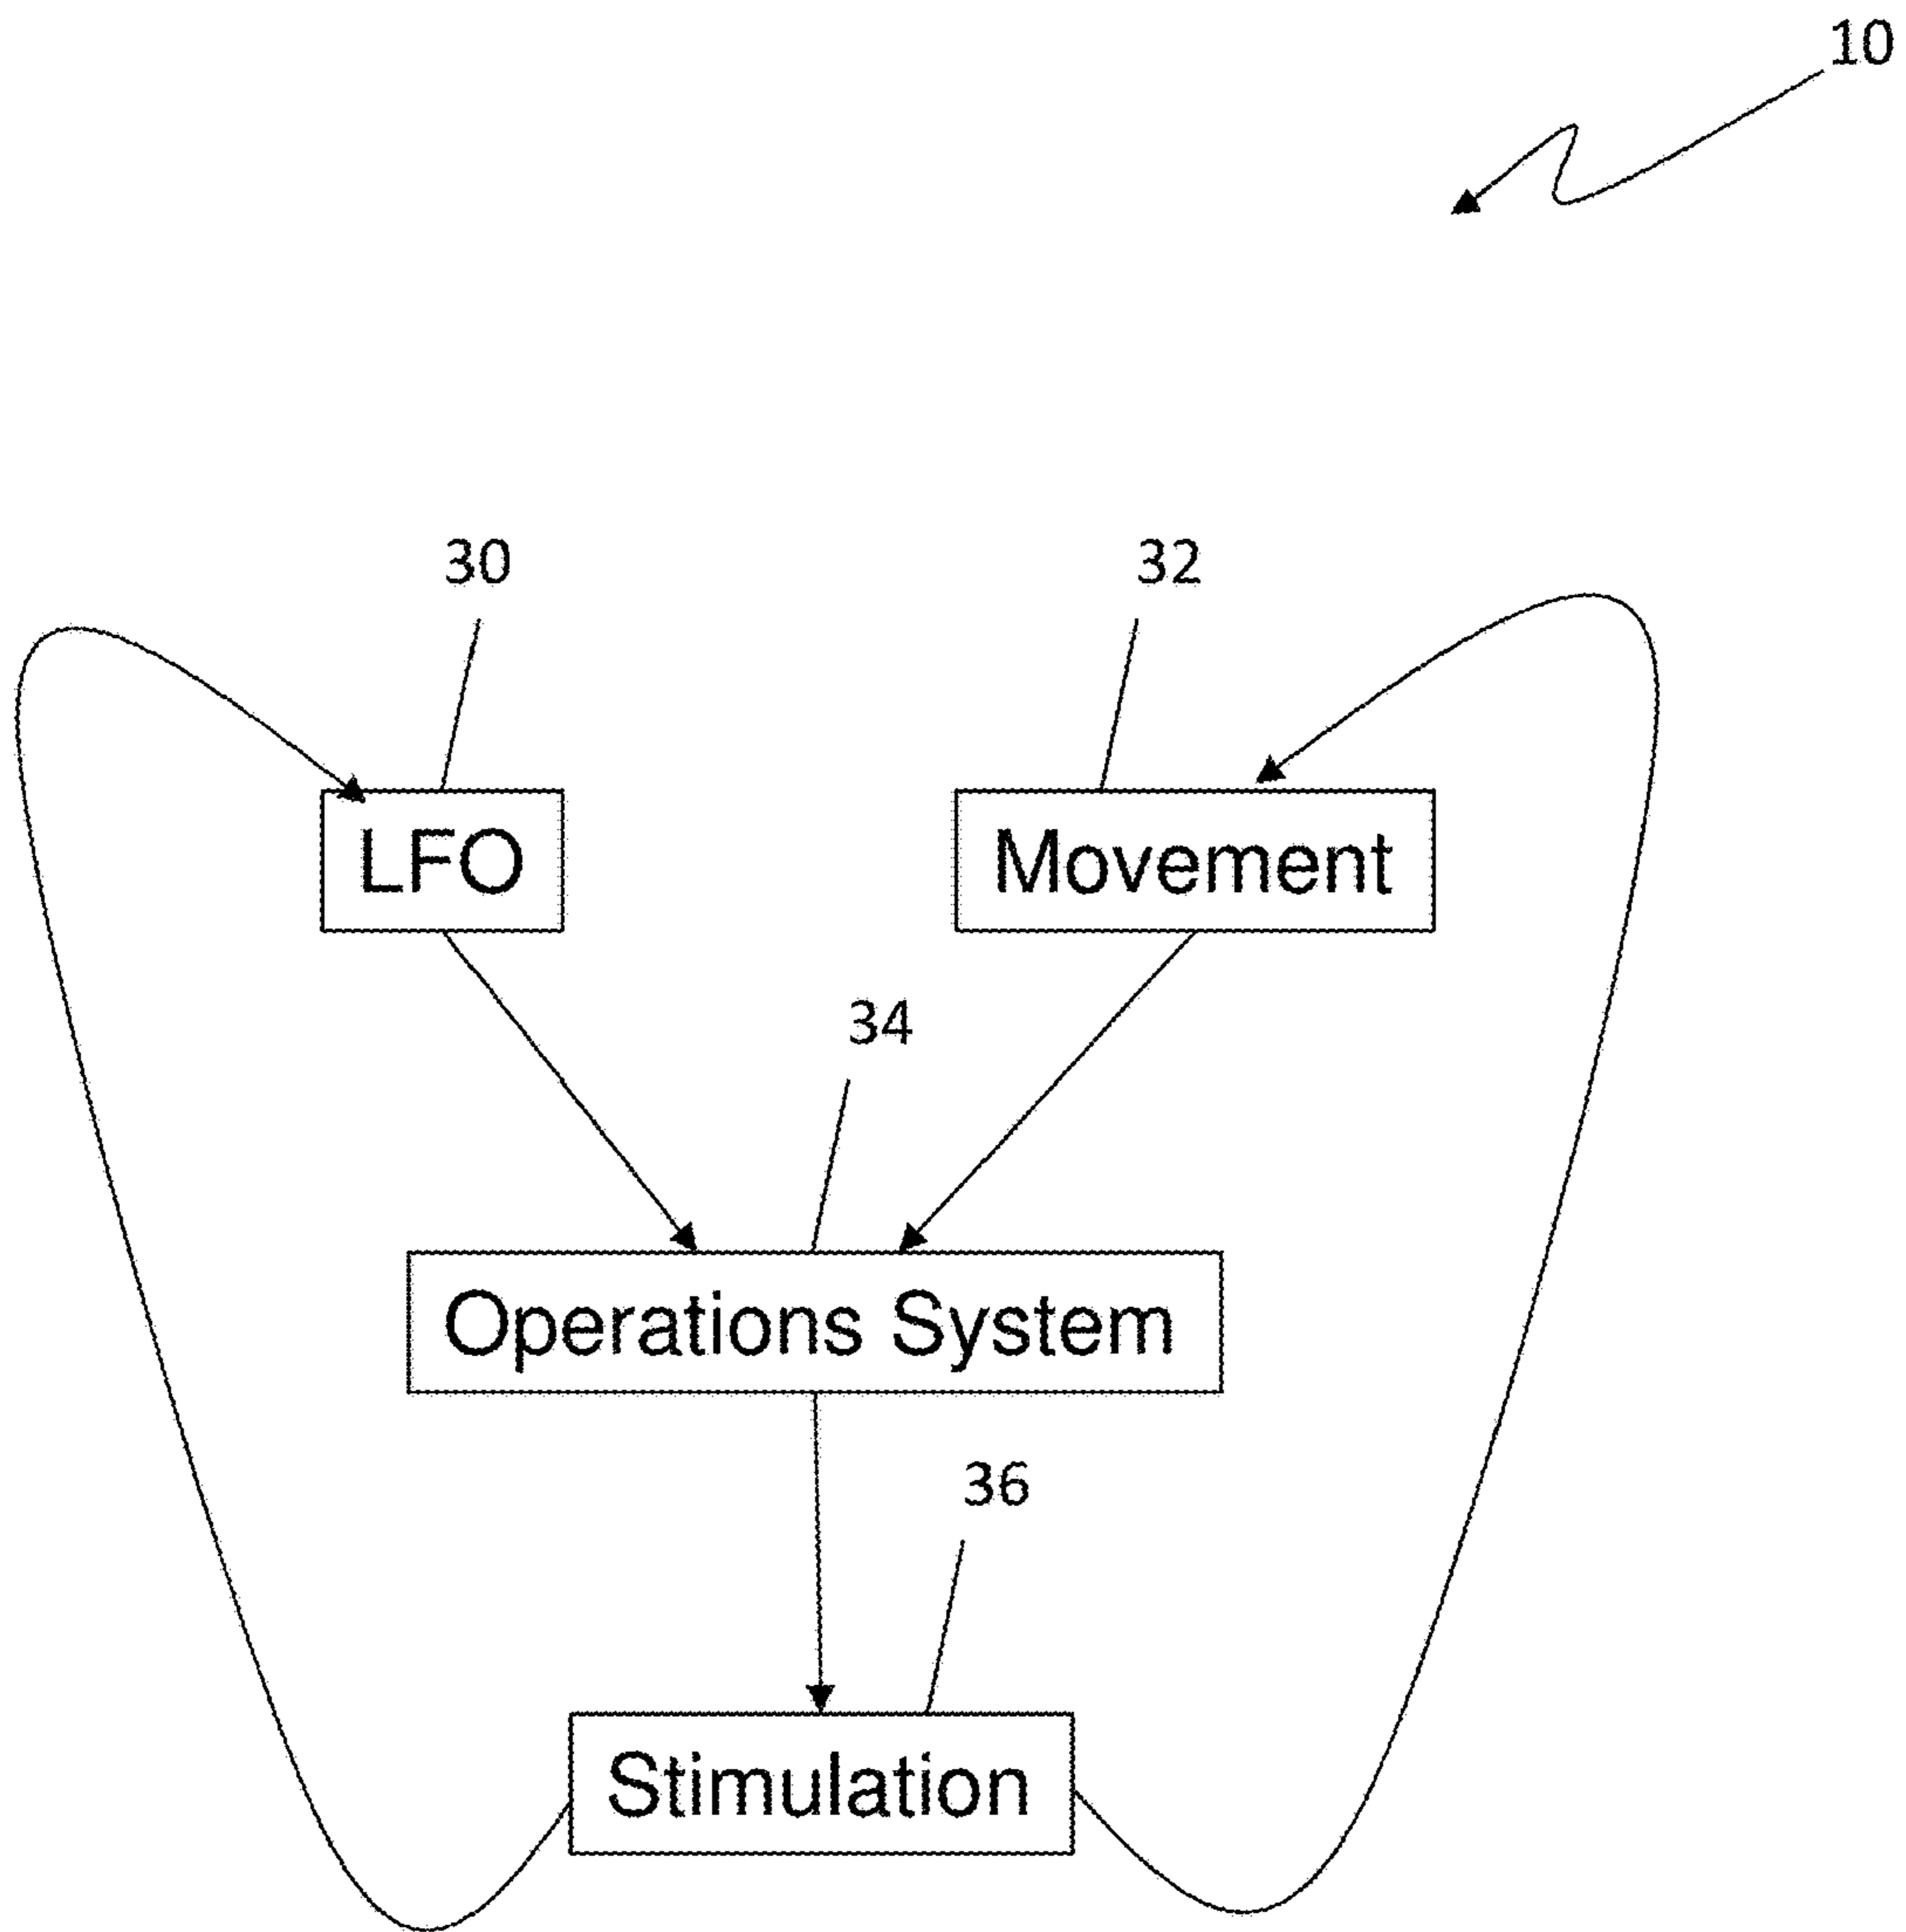 10
30
32
LFO
Movement
34
Operations System
36
Stimulation